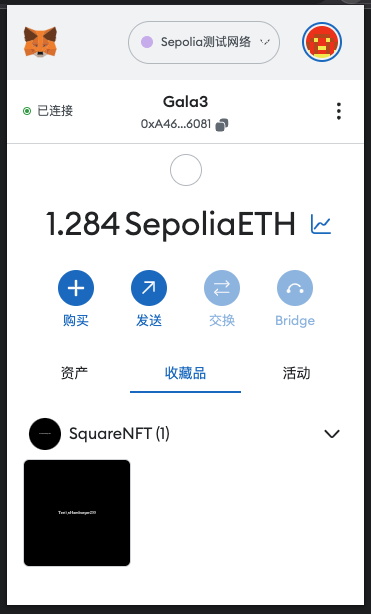 Sepolia测试网络
已连接
Gala3
0xA46...6081
1.284 SepoliaETH
购买
发送
交换
Bridge
资产
收藏品
活动
SquareNFT (1)